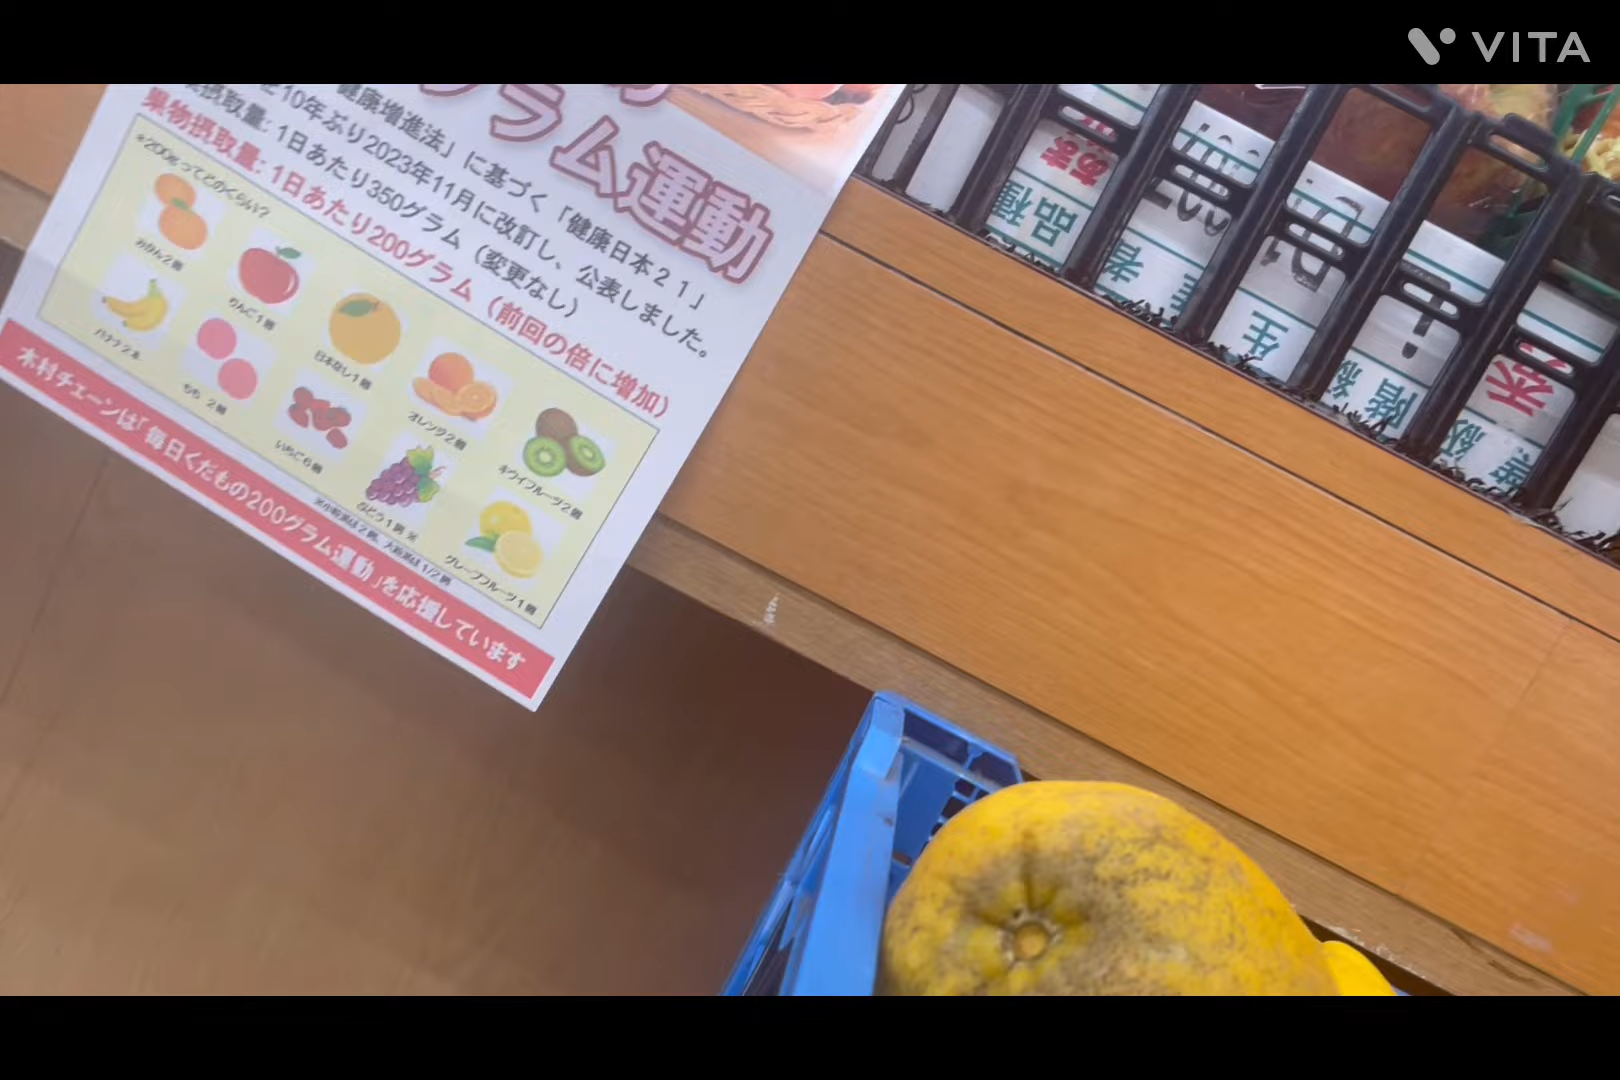 VITA
グラム運動
健康増進法」に基づく「健康日本21」
10年ぶり2023年11月に改訂し、公表しました。
摂取量: 1日あたり350グラム(変更なし)
果物摂取量: 1日あたり200グラム(前回の倍に増加)
※200gってどのくらい?
みかん2個
りんご1個
日本なし1個
オレンジ2個
キウイフルーツ2個
バナナ2本
もも 2個
いちご6個
ぶどう1房※
グレープフルーツ1個
木村チェーンは「毎日くだもの200グラム運動」を応援しています
品種
生
階級